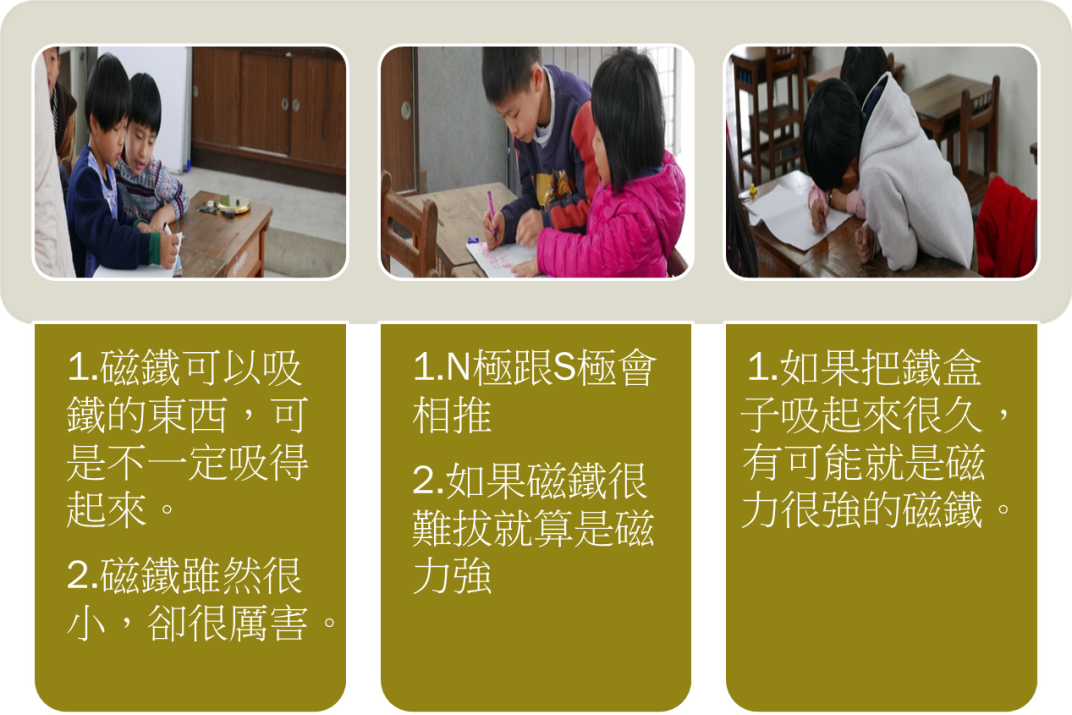 1.磁鐵可以吸
鐵的東西，可
是不一定吸得
起來。
2.磁鐵雖然很
小，卻很厲害。
1.N極跟S極會
相推
2.如果磁鐵很
難拔就算是磁
力強
1.如果把鐵盒
子吸起來很久，
有可能就是磁
力很強的磁鐵。